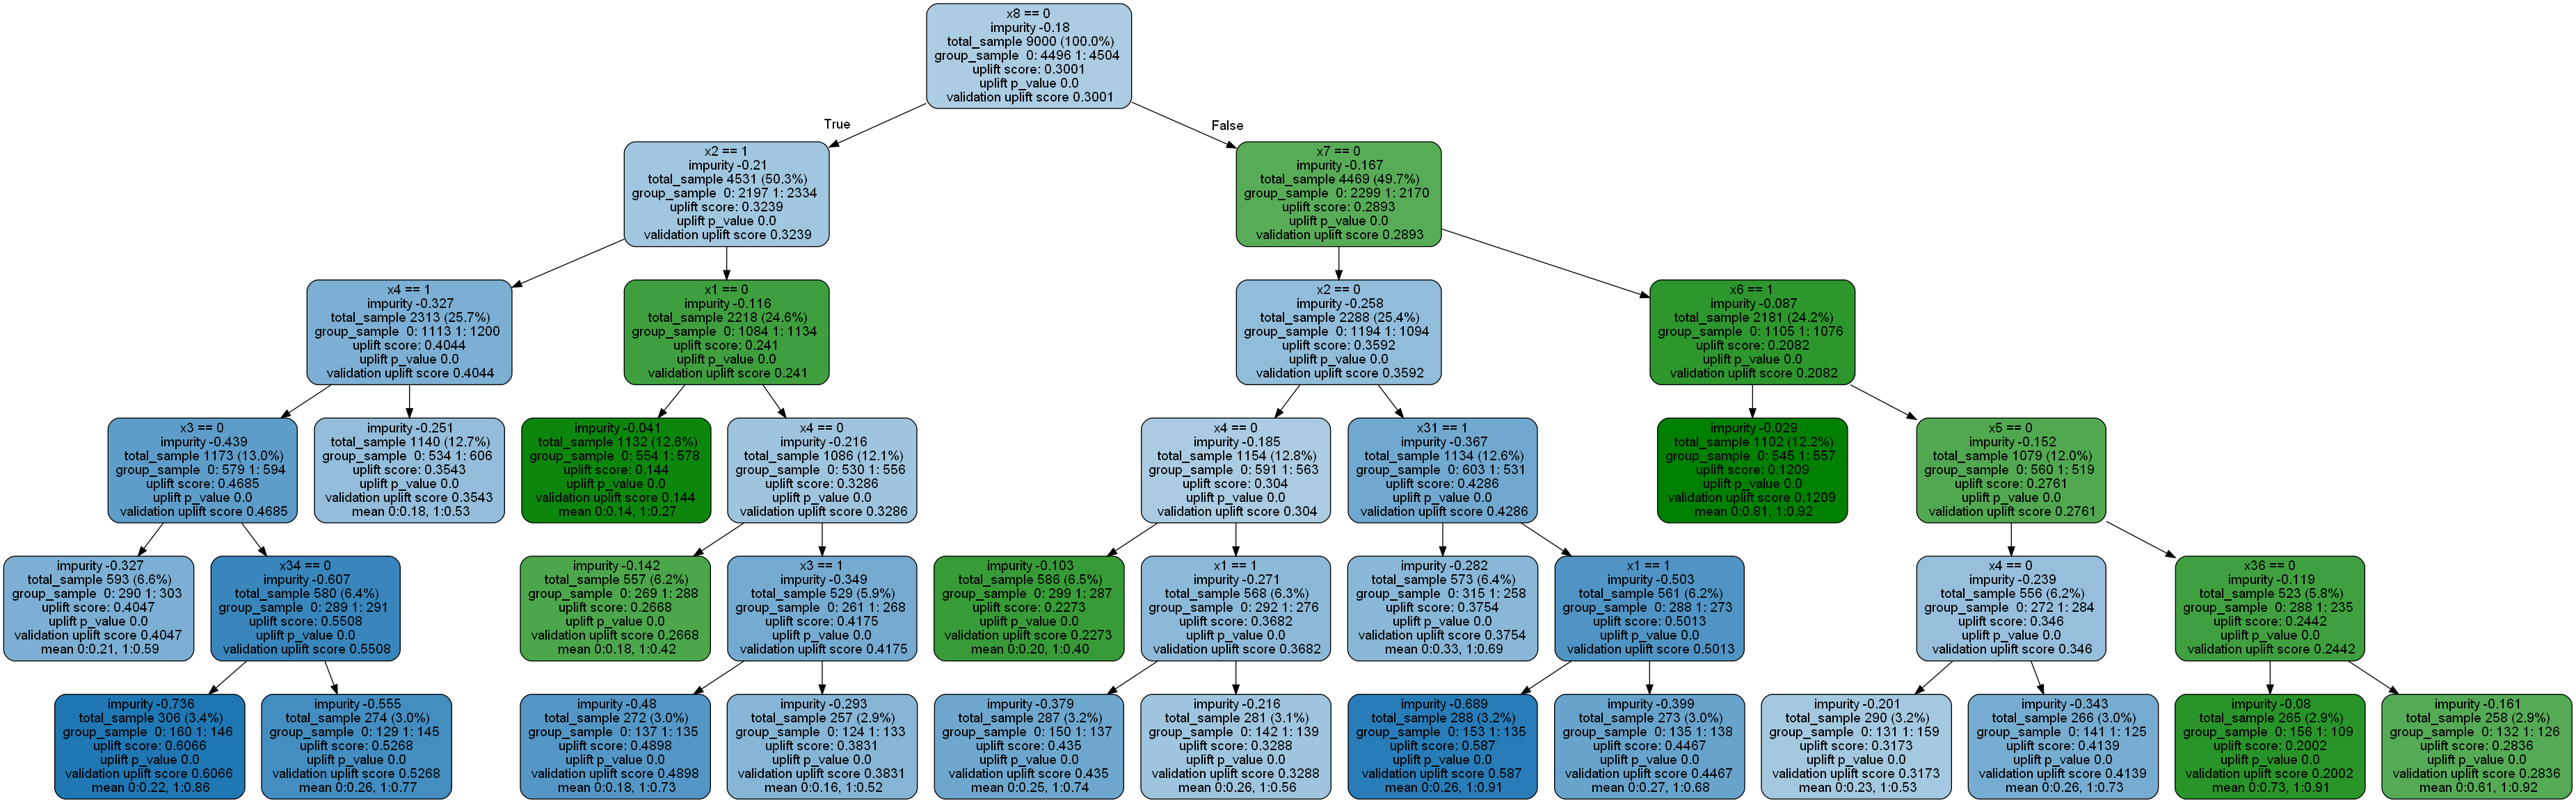 x8 == 0
impurity -0.18
total_sample 9000 (100.0%)
group_sample 0: 4496 1: 4504
uplift score: 0.3001
uplift p_value 0.0
validation uplift score 0.3001
True
False
x2 == 1
impurity -0.21
total_sample 4531 (50.3%)
group_sample 0: 2197 1: 2334
uplift score: 0.3239
uplift p_value 0.0
validation uplift score 0.3239
x7 == 0
impurity -0.167
total_sample 4469 (49.7%)
group_sample 0: 2299 1: 2170
uplift score: 0.2893
uplift p_value 0.0
validation uplift score 0.2893
x4 == 1
impurity -0.327
total_sample 2313 (25.7%)
group_sample 0: 1113 1: 1200
uplift score: 0.4044
uplift p_value 0.0
validation uplift score 0.4044
x1 == 0
impurity -0.116
total_sample 2218 (24.6%)
group_sample 0: 1084 1: 1134
uplift score: 0.241
uplift p_value 0.0
validation uplift score 0.241
x2 == 0
impurity -0.258
total_sample 2288 (25.4%)
group_sample 0: 1194 1: 1094
uplift score: 0.3592
uplift p_value 0.0
validation uplift score 0.3592
x6 == 1
impurity -0.087
total_sample 2181 (24.2%)
group_sample 0: 1105 1: 1076
uplift score: 0.2082
uplift p_value 0.0
validation uplift score 0.2082
x3 == 0
impurity -0.439
total_sample 1173 (13.0%)
group_sample 0: 579 1: 594
uplift score: 0.4685
uplift p_value 0.0
validation uplift score 0.4685
impurity -0.251
total_sample 1140 (12.7%)
group_sample 0: 534 1: 606
uplift score: 0.3543
uplift p_value 0.0
validation uplift score 0.3543
mean 0:0.18, 1:0.53
impurity -0.041
total_sample 1132 (12.6%)
group_sample 0: 554 1: 578
uplift score: 0.144
uplift p_value 0.0
validation uplift score 0.144
mean 0:0.14, 1:0.27
x4 == 0
impurity -0.216
total_sample 1086 (12.1%)
group_sample 0: 530 1: 556
uplift score: 0.3286
uplift p_value 0.0
validation uplift score 0.3286
x4 == 0
impurity -0.185
total_sample 1154 (12.8%)
group_sample 0: 591 1: 563
uplift score: 0.304
uplift p_value 0.0
validation uplift score 0.304
x31 == 1
impurity -0.367
total_sample 1134 (12.6%)
group_sample 0: 603 1: 531
uplift score: 0.4286
uplift p_value 0.0
validation uplift score 0.4286
impurity -0.029
total_sample 1102 (12.2%)
group_sample 0: 545 1: 557
uplift score: 0.1209
uplift p_value 0.0
validation uplift score 0.1209
mean 0:0.81, 1:0.92
x5 == 0
impurity -0.152
total_sample 1079 (12.0%)
group_sample 0: 560 1: 519
uplift score: 0.2761
uplift p_value 0.0
validation uplift score 0.2761
impurity -0.327
total_sample 593 (6.6%)
group_sample 0: 290 1: 303
uplift score: 0.4047
uplift p_value 0.0
validation uplift score 0.4047
mean 0:0.21, 1:0.59
x34 == 0
impurity -0.607
total_sample 580 (6.4%)
group_sample 0: 289 1: 291
uplift score: 0.5508
uplift p_value 0.0
validation uplift score 0.5508
impurity -0.142
total_sample 557 (6.2%)
group_sample 0: 269 1: 288
uplift score: 0.2668
uplift p_value 0.0
validation uplift score 0.2668
mean 0:0.18, 1:0.42
x3 == 1
impurity -0.349
total_sample 529 (5.9%)
group_sample 0: 261 1: 268
uplift score: 0.4175
uplift p_value 0.0
validation uplift score 0.4175
impurity -0.103
total_sample 586 (6.5%)
group_sample 0: 299 1: 287
uplift score: 0.2273
uplift p_value 0.0
validation uplift score 0.2273
mean 0:0.20, 1:0.40
x1 == 1
impurity -0.271
total_sample 568 (6.3%)
group_sample 0: 292 1: 276
uplift score: 0.3682
uplift p_value 0.0
validation uplift score 0.3682
impurity -0.282
total_sample 573 (6.4%)
group_sample 0: 315 1: 258
uplift score: 0.3754
uplift p_value 0.0
validation uplift score 0.3754
mean 0:0.33, 1:0.69
x1 == 1
impurity -0.503
total_sample 561 (6.2%)
group_sample 0: 288 1: 273
uplift score: 0.5013
uplift p_value 0.0
validation uplift score 0.5013
x4 == 0
impurity -0.239
total_sample 556 (6.2%)
group_sample 0: 272 1: 284
uplift score: 0.346
uplift p_value 0.0
validation uplift score 0.346
x36 == 0
impurity -0.119
total_sample 523 (5.8%)
group_sample 0: 288 1: 235
uplift score: 0.2442
uplift p_value 0.0
validation uplift score 0.2442
impurity -0.736
total_sample 306 (3.4%)
group_sample 0: 160 1: 146
uplift score: 0.6066
uplift p_value 0.0
validation uplift score 0.6066
mean 0:0.22, 1:0.86
impurity -0.555
total_sample 274 (3.0%)
group_sample 0: 129 1: 145
uplift score: 0.5268
uplift p_value 0.0
validation uplift score 0.5268
mean 0:0.26, 1:0.77
impurity -0.48
total_sample 272 (3.0%)
group_sample 0: 137 1: 135
uplift score: 0.4898
uplift p_value 0.0
validation uplift score 0.4898
mean 0:0.18, 1:0.73
impurity -0.293
total_sample 257 (2.9%)
group_sample 0: 124 1: 133
uplift score: 0.3831
uplift p_value 0.0
validation uplift score 0.3831
mean 0:0.16, 1:0.52
impurity -0.379
total_sample 287 (3.2%)
group_sample 0: 150 1: 137
uplift score: 0.435
uplift p_value 0.0
validation uplift score 0.435
mean 0:0.25, 1:0.74
impurity -0.216
total_sample 281 (3.1%)
group_sample 0: 142 1: 139
uplift score: 0.3288
uplift p_value 0.0
validation uplift score 0.3288
mean 0:0.26, 1:0.56
impurity -0.689
total_sample 288 (3.2%)
group_sample 0: 153 1: 135
uplift score: 0.587
uplift p_value 0.0
validation uplift score 0.587
mean 0:0.26, 1:0.91
impurity -0.399
total_sample 273 (3.0%)
group_sample 0: 135 1: 138
uplift score: 0.4467
uplift p_value 0.0
validation uplift score 0.4467
mean 0:0.27, 1:0.68
impurity -0.201
total_sample 290 (3.2%)
group_sample 0: 131 1: 159
uplift score: 0.3173
uplift p_value 0.0
validation uplift score 0.3173
mean 0:0.23, 1:0.53
impurity -0.343
total_sample 266 (3.0%)
group_sample 0: 141 1: 125
uplift score: 0.4139
uplift p_value 0.0
validation uplift score 0.4139
mean 0:0.26, 1:0.73
impurity -0.08
total_sample 265 (2.9%)
group_sample 0: 156 1: 109
uplift score: 0.2002
uplift p_value 0.0
validation uplift score 0.2002
mean 0:0.73, 1:0.91
impurity -0.161
total_sample 258 (2.9%)
group_sample 0: 132 1: 126
uplift score: 0.2836
uplift p_value 0.0
validation uplift score 0.2836
mean 0:0.61, 1:0.92